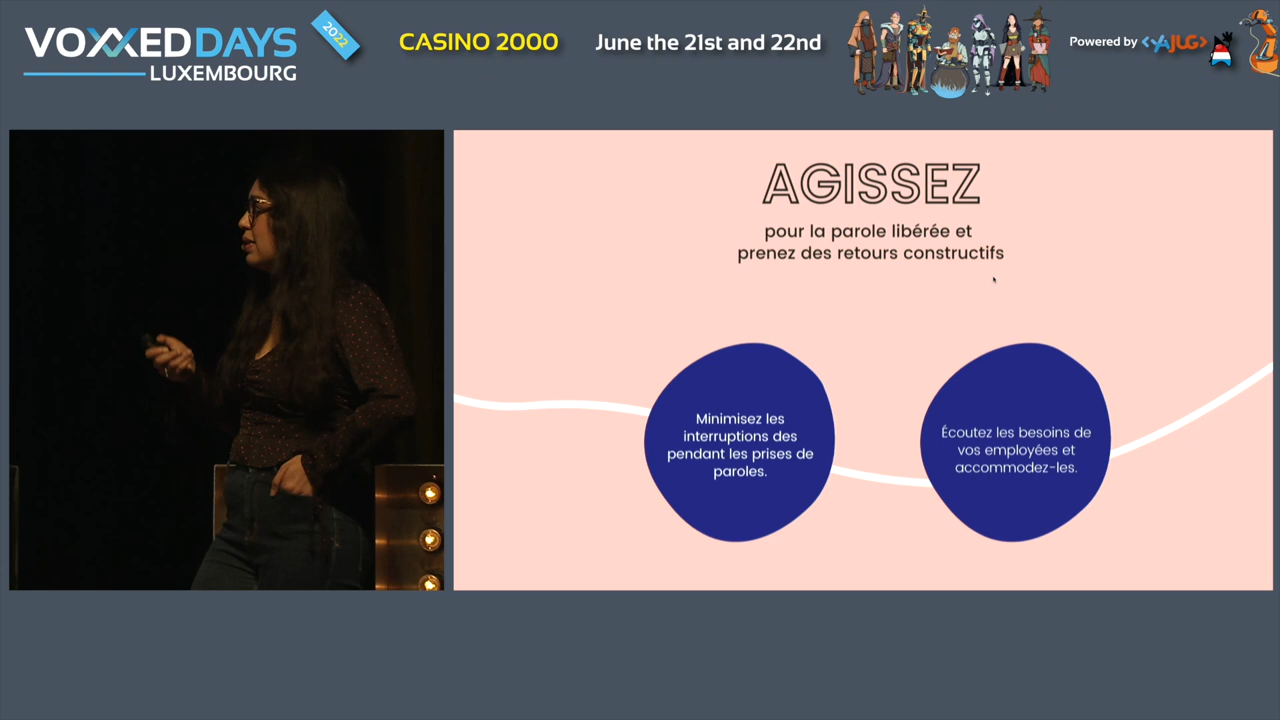 VOXXEDDAYS
LUXEMBOURG
2022
CASINO 2000
June the 21st and 22nd
Powered by <YAJUG>
AGISSEZ
pour la parole libérée et
prenez des retours constructifs
Minimisez les
interruptions des
pendant les prises de
paroles.
Écoutez les besoins de
vos employées et
accommodez-les.